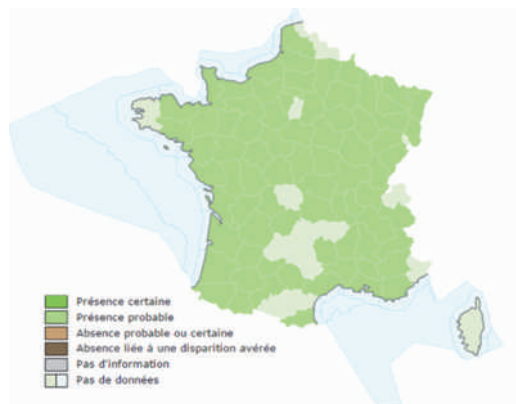 Présence certaine
Présence probable
Absence probable ou certaine
Absence liée à une disparition avérée
Pas d'information
Pas de données